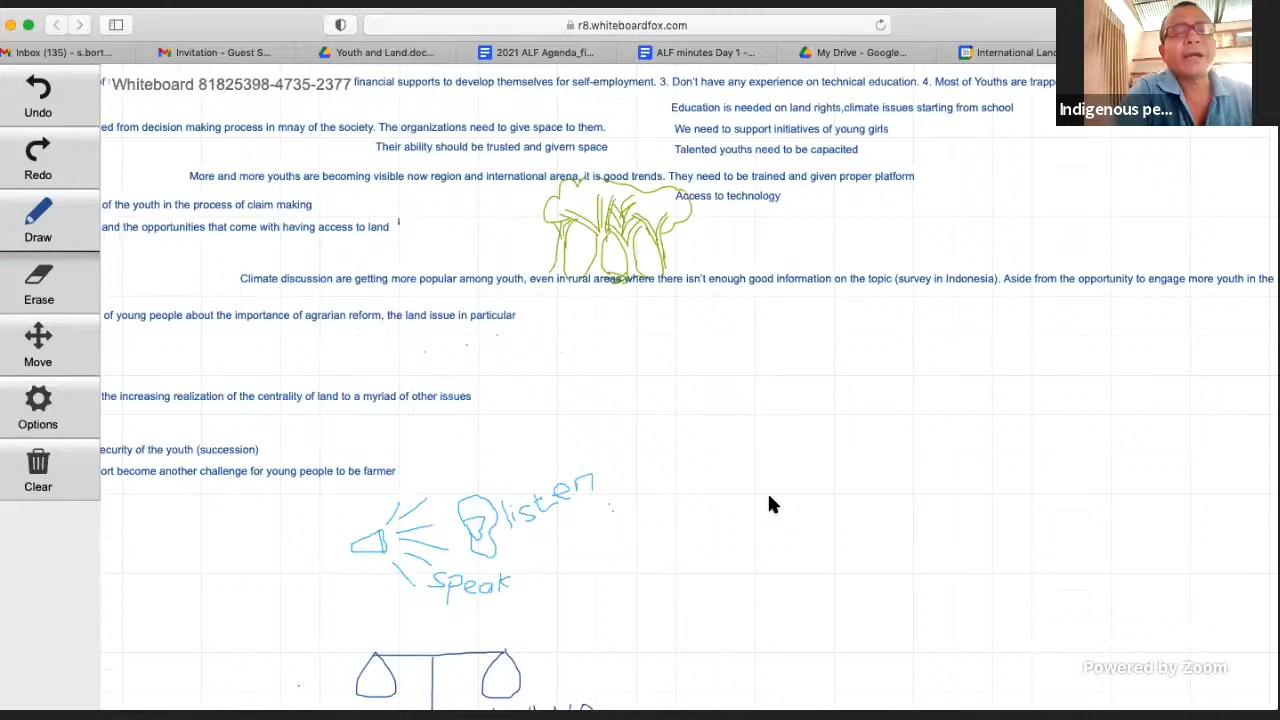 r8.whiteboardfox.com
Inbox (135) - s.bort...
Invitation - Guest S...
Youth and Land.doc...
2021 ALF Agenda_fi...
ALF minutes Day 1 -...
My Drive - Google...
International Lan
Indigenous pe...
Undo
Redo
Draw
Erase
Move
Options
Clear
Whiteboard 81825398-4735-2377
financial supports to develop themselves for self-employment. 3. Don't have any experience on technical education. 4. Most of Youths are trapp
Education is needed on land rights,climate issues starting from school
ed from decision making process in mnay of the society. The organizations need to give space to them.
We need to support initiatives of young girls
Their ability should be trusted and givern space
Talented youths need to be capacited
More and more youths are becoming visible now region and international arena, it is good trends. They need to be trained and given proper platform
Access to technology
of the youth in the process of claim making
and the opportunities that come with having access to land
Climate discussion are getting more popular among youth, even in rural areas where there isn't enough good information on the topic (survey in Indonesia). Aside from the opportunity to engage more youth in the
of young people about the importance of agrarian reform, the land issue in particular
the increasing realization of the centrality of land to a myriad of other issues
ecurity of the youth (succession)
ort become another challenge for young people to be farmer
listen
speak
Powered by Zoom